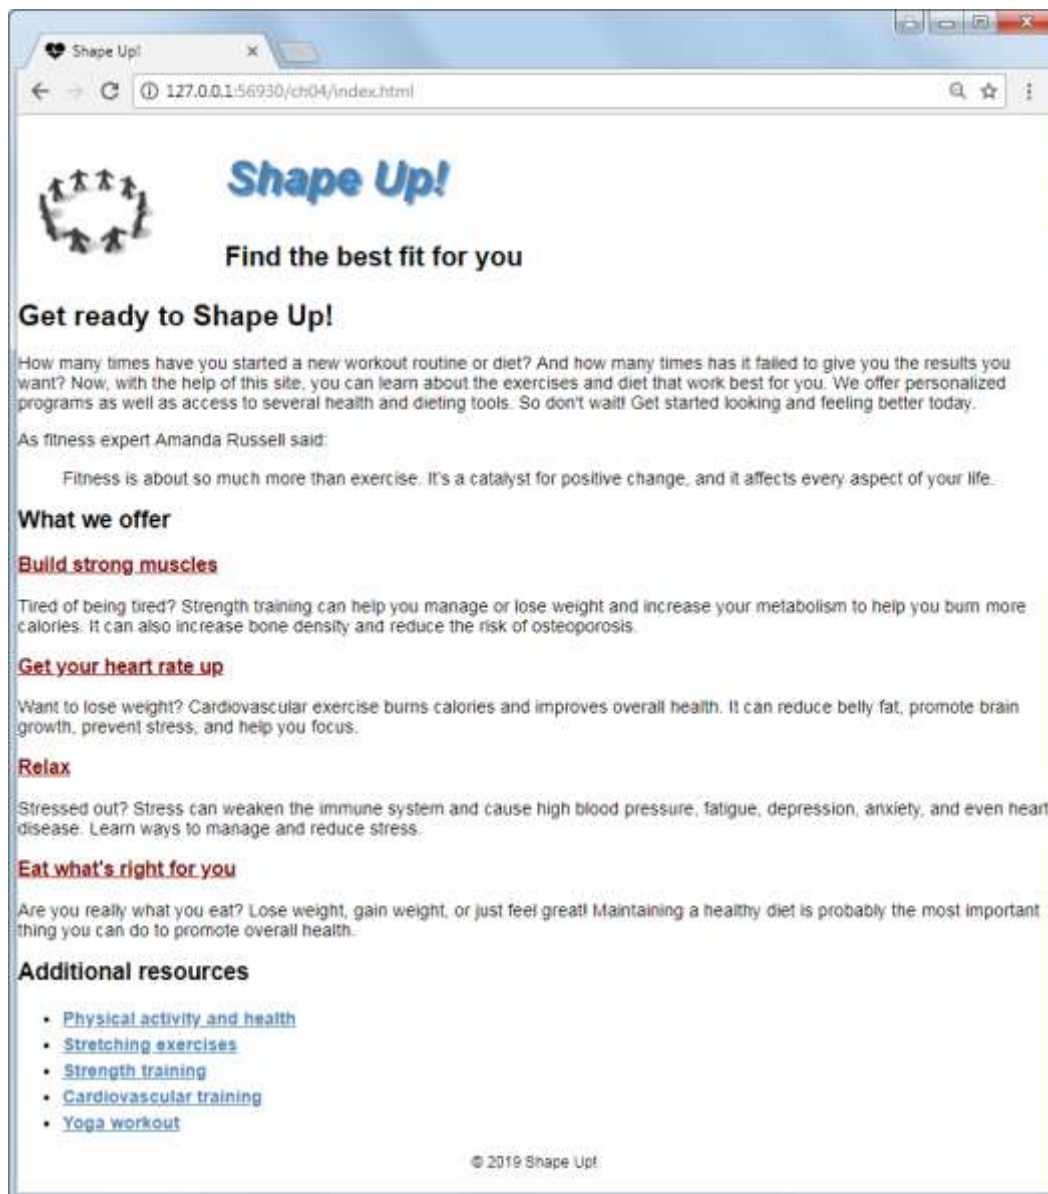 Shape Up!
127.0.0.1:56930/ch04/index.html
Shape Up!
Find the best fit for you
Get ready to Shape Up!
How many times have you started a new workout routine or diet? And how many times has it failed to give you the results you
want? Now, with the help of this site, you can learn about the exercises and diet that work best for you. We offer personalized
programs as well as access to several health and dieting tools. So don't wait! Get started looking and feeling better today.
As fitness expert Amanda Russell said:
Fitness is about so much more than exercise. It's a catalyst for positive change, and it affects every aspect of your life.
What we offer
Build strong muscles
Tired of being tired? Strength training can help you manage or lose weight and increase your metabolism to help you burn more
calories. It can also increase bone density and reduce the risk of osteoporosis.
Get your heart rate up
Want to lose weight? Cardiovascular exercise burns calories and improves overall health. It can reduce belly fat, promote brain
growth, prevent stress, and help you focus.
Relax
Stressed out? Stress can weaken the immune system and cause high blood pressure, fatigue, depression, anxiety, and even heart
disease. Learn ways to manage and reduce stress.
Eat what's right for you
Are you really what you eat? Lose weight, gain weight, or just feel great! Maintaining a healthy diet is probably the most important
thing you can do to promote overall health.
Additional resources
• Physical activity and health
• Stretching exercises
• Strength training
• Cardiovascular training
• Yoga workout
© 2019 Shape Up!